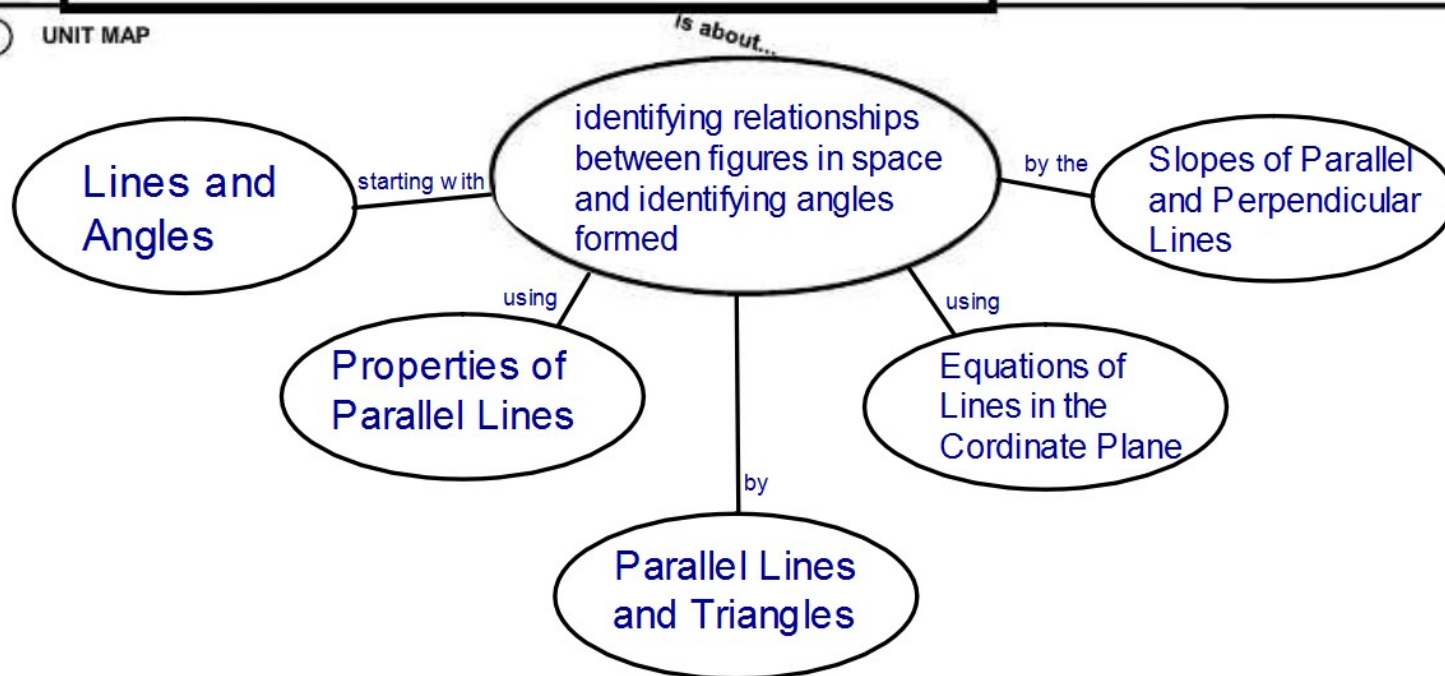 UNIT MAP
is about...
identifying relationships
between figures in space
and identifying angles
formed
starting with
Lines and
Angles
using
Properties of
Parallel Lines
by
Parallel Lines
and Triangles
using
Equations of
Lines in the
Cordinate Plane
by the
Slopes of Parallel
and Perpendicular
Lines